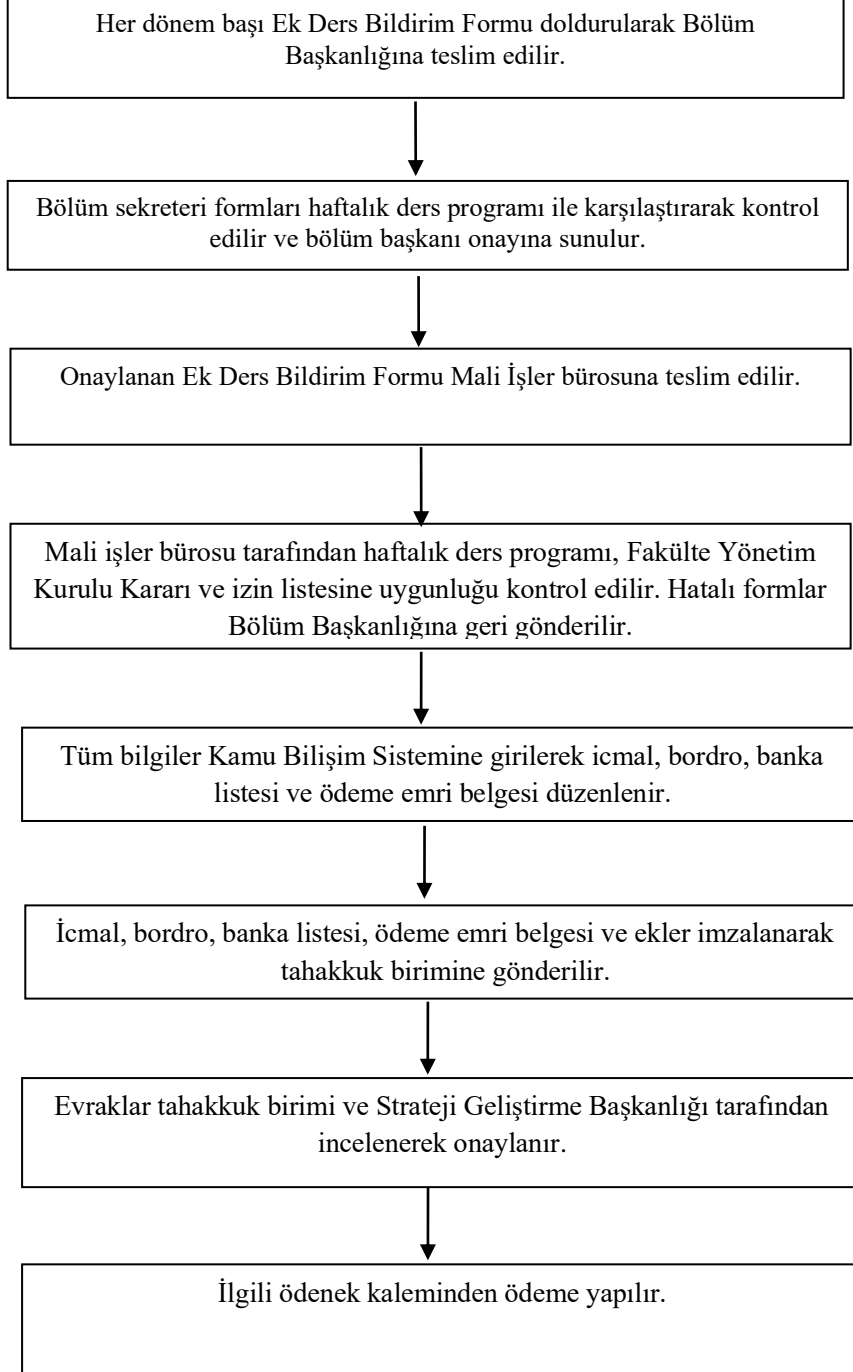 Her dönem başı Ek Ders Bildirim Formu doldurularak Bölüm
Başkanlığına teslim edilir.
Bölüm sekreteri formları haftalık ders programı ile karşılaştırarak kontrol
edilir ve bölüm başkanı onayına sunulur.
Onaylanan Ek Ders Bildirim Formu Mali İşler bürosuna teslim edilir.
Mali işler bürosu tarafından haftalık ders programı, Fakülte Yönetim
Kurulu Kararı ve izin listesine uygunluğu kontrol edilir. Hatalı formlar
Bölüm Başkanlığına geri gönderilir.
Tüm bilgiler Kamu Bilişim Sistemine girilerek icmal, bordro, banka
listesi ve ödeme emri belgesi düzenlenir.
İcmal, bordro, banka listesi, ödeme emri belgesi ve ekler imzalanarak
tahakkuk birimine gönderilir.
Evraklar tahakkuk birimi ve Strateji Geliştirme Başkanlığı tarafından
incelenerek onaylanır.
İlgili ödenek kaleminden ödeme yapılır.